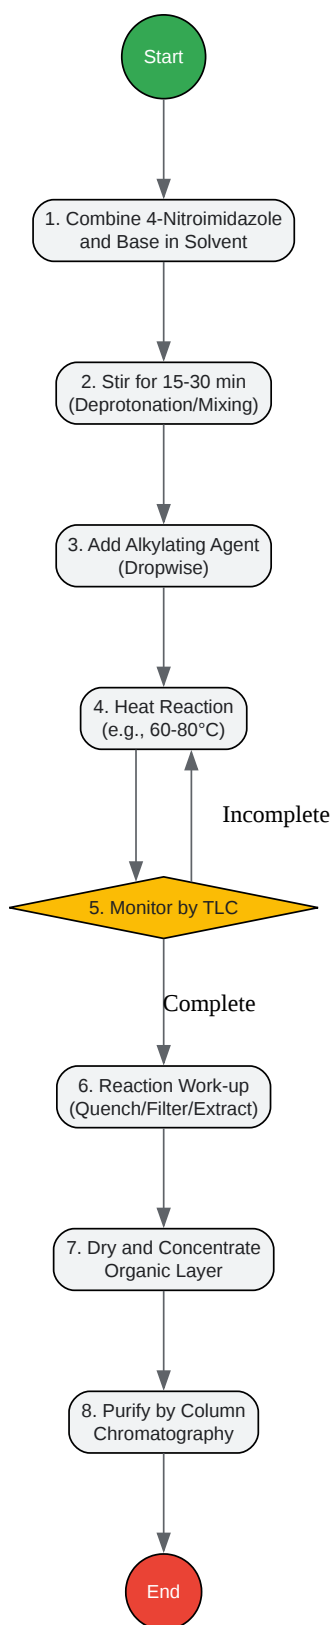 Start
1. Combine 4-Nitroimidazole
and Base in Solvent
2. Stir for 15-30 min
(Deprotonation/Mixing)
3. Add Alkylating Agent
(Dropwise)
4. Heat Reaction
(e.g., 60-80°C)
Incomplete
5. Monitor by TLC
Complete
6. Reaction Work-up
(Quench/Filter/Extract)
7. Dry and Concentrate
Organic Layer
8. Purify by Column
Chromatography
End